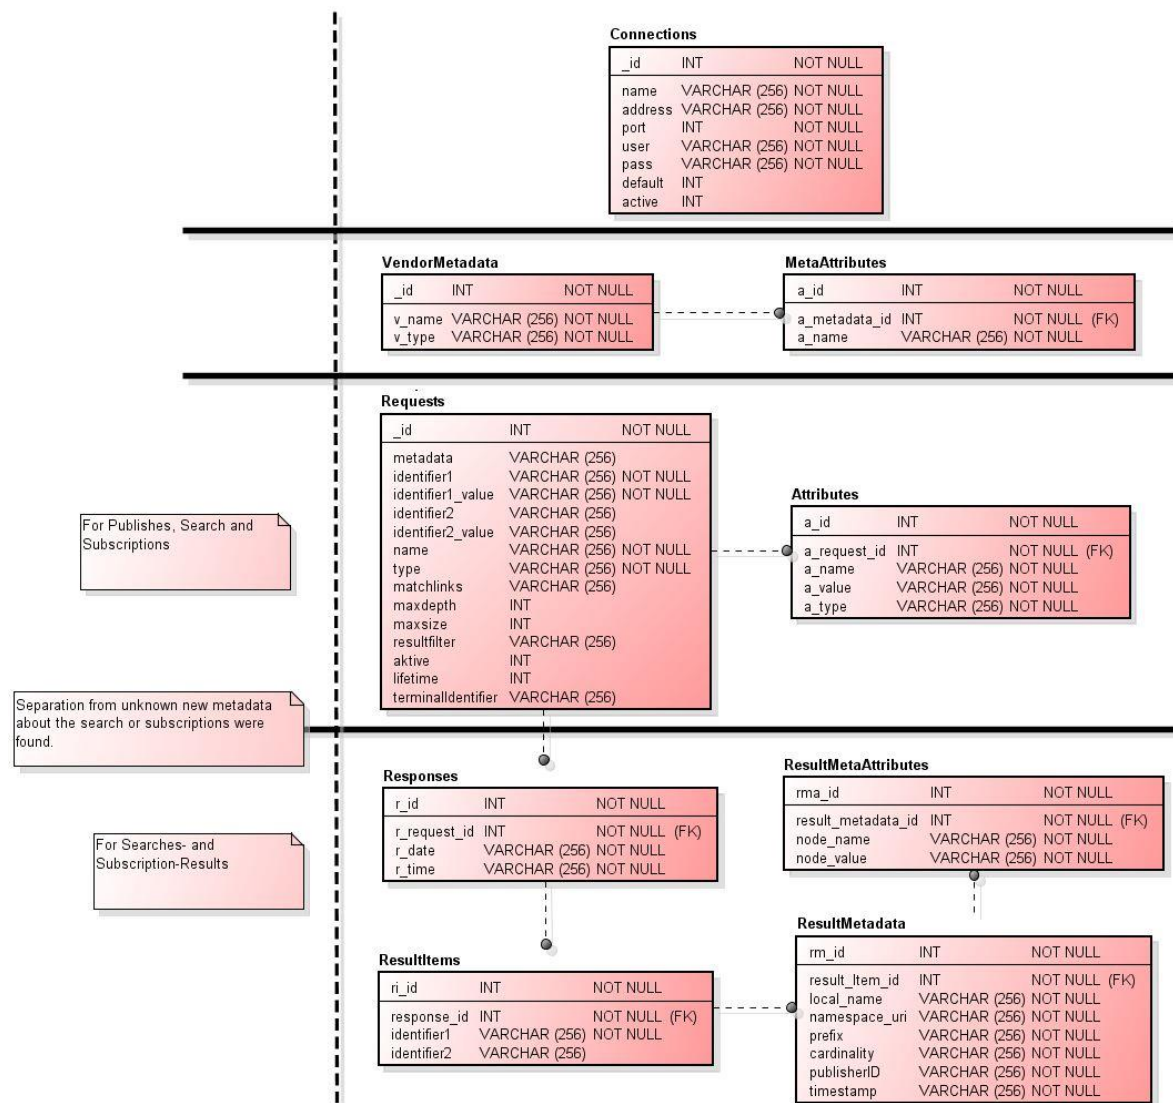 Connections
_id INT NOT NULL
name VARCHAR (256) NOT NULL
address VARCHAR (256) NOT NULL
port INT NOT NULL
user VARCHAR (256) NOT NULL
pass VARCHAR (256) NOT NULL
default INT
active INT
VendorMetadata
_id INT NOT NULL
v_name VARCHAR (256) NOT NULL
v_type VARCHAR (256) NOT NULL
MetaAttributes
a_id INT NOT NULL
a_metadata_id INT NOT NULL (FK)
a_name VARCHAR (256) NOT NULL
Requests
_id INT NOT NULL
metadata VARCHAR (256)
identifier1 VARCHAR (256) NOT NULL
identifier1_value VARCHAR (256) NOT NULL
identifier2 VARCHAR (256)
identifier2_value VARCHAR (256)
name VARCHAR (256) NOT NULL
type VARCHAR (256) NOT NULL
matchlinks VARCHAR (256)
maxdepth INT
maxsize INT
resultfilter VARCHAR (256)
aktive INT
lifetime INT
terminalIdentifier VARCHAR (256)
Attributes
a_id INT NOT NULL
a_request_id INT NOT NULL (FK)
a_name VARCHAR (256) NOT NULL
a_value VARCHAR (256) NOT NULL
a_type VARCHAR (256) NOT NULL
For Publishes, Search and
Subscriptions
Separation from unknown new metadata
about the search or subscriptions were
found.
For Searches- and
Subscription-Results
Responses
r_id INT NOT NULL
r_request_id INT NOT NULL (FK)
r_date VARCHAR (256) NOT NULL
r_time VARCHAR (256) NOT NULL
ResultMetaAttributes
rma_id INT NOT NULL
result_metadata_id INT NOT NULL (FK)
node_name VARCHAR (256) NOT NULL
node_value VARCHAR (256) NOT NULL
ResultItems
ri_id INT NOT NULL
response_id INT NOT NULL (FK)
identifier1 VARCHAR (256) NOT NULL
identifier2 VARCHAR (256)
ResultMetadata
rm_id INT NOT NULL
result_Item_id INT NOT NULL (FK)
local_name VARCHAR (256) NOT NULL
namespace_uri VARCHAR (256) NOT NULL
prefix VARCHAR (256) NOT NULL
cardinality VARCHAR (256) NOT NULL
publisherID VARCHAR (256) NOT NULL
timestamp VARCHAR (256) NOT NULL